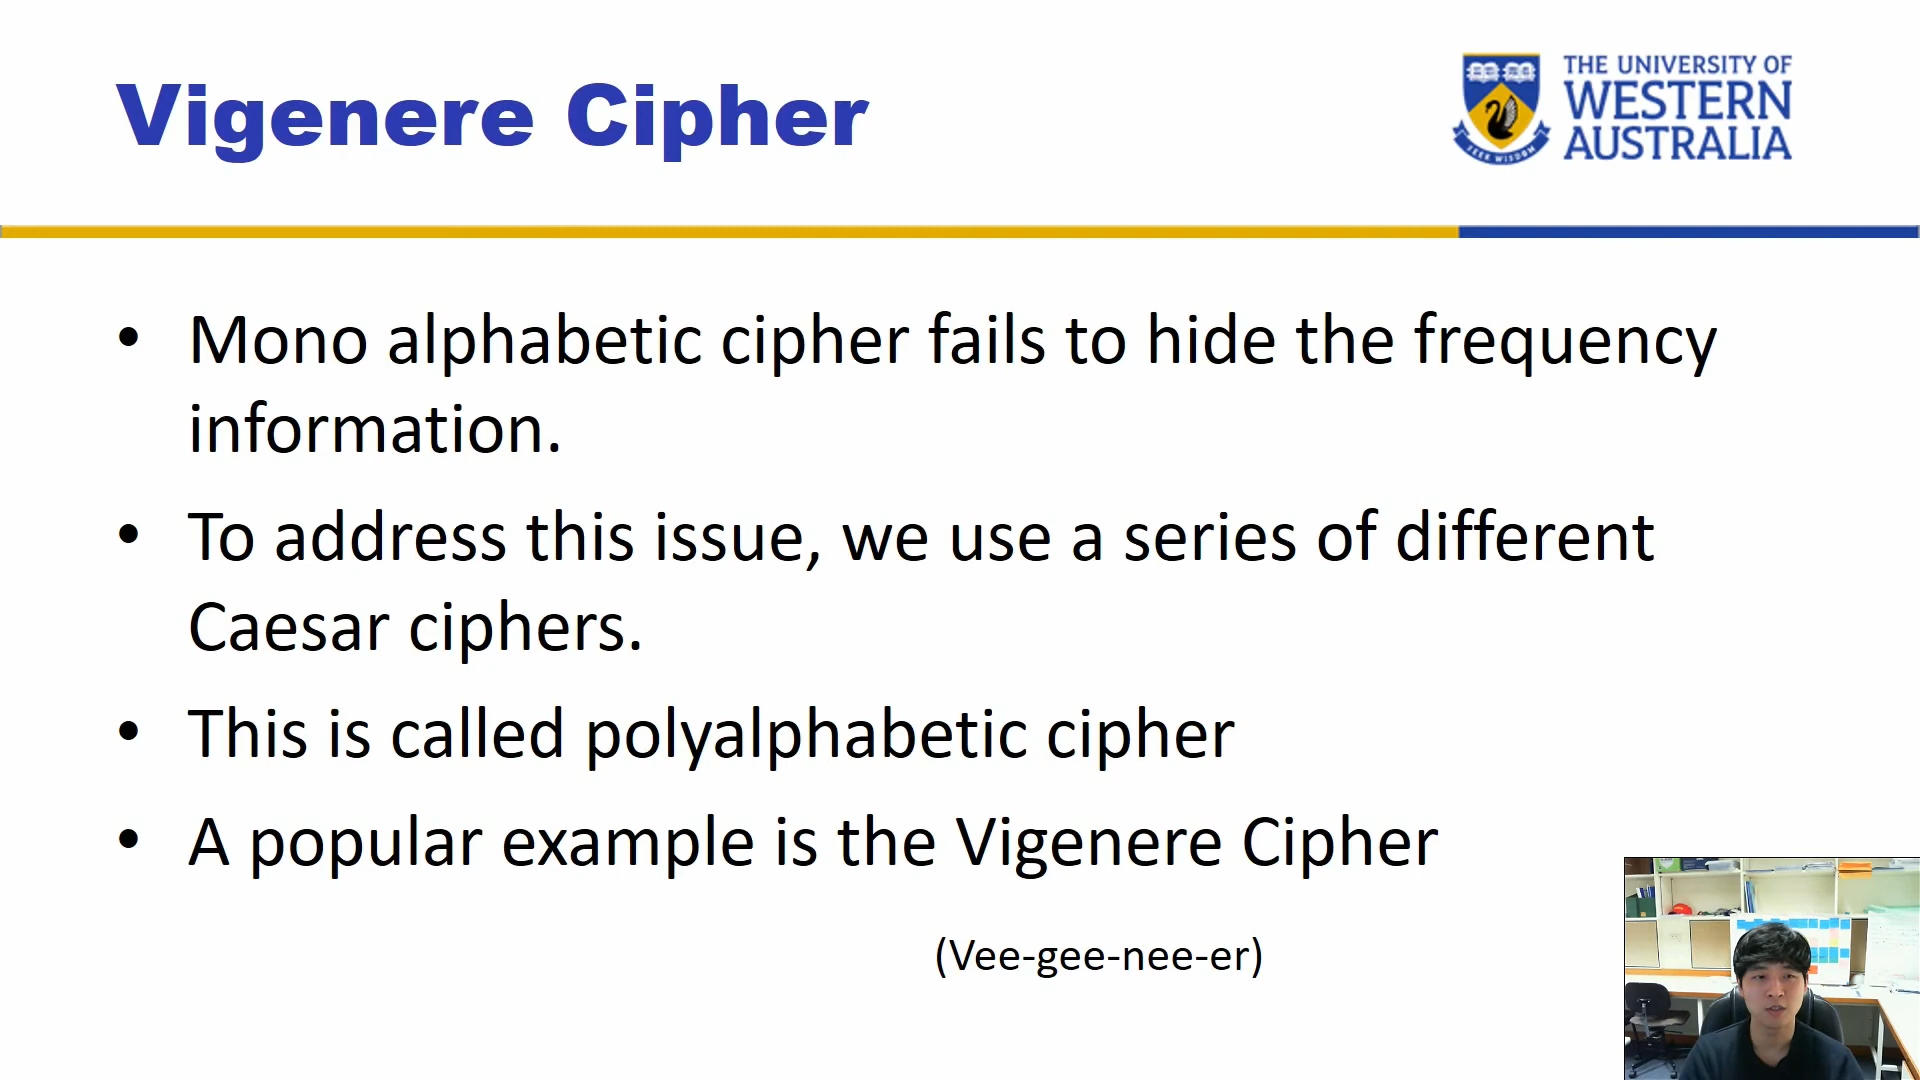 Vigenere Cipher
THE UNIVERSITY OF
WESTERN
AUSTRALIA
SEEK WISDOM
• Mono alphabetic cipher fails to hide the frequency
information.
• To address this issue, we use a series of different
Caesar ciphers.
• This is called polyalphabetic cipher
• A popular example is the Vigenere Cipher
(Vee-gee-nee-er)